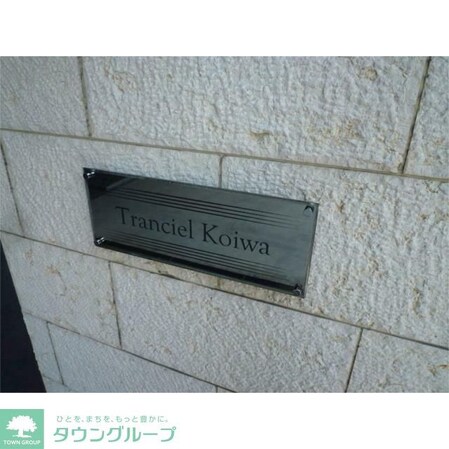 Tranciel Koiwa
TOWN GROUP
ひとを、まちを、もっと豊かに。
タウングループ